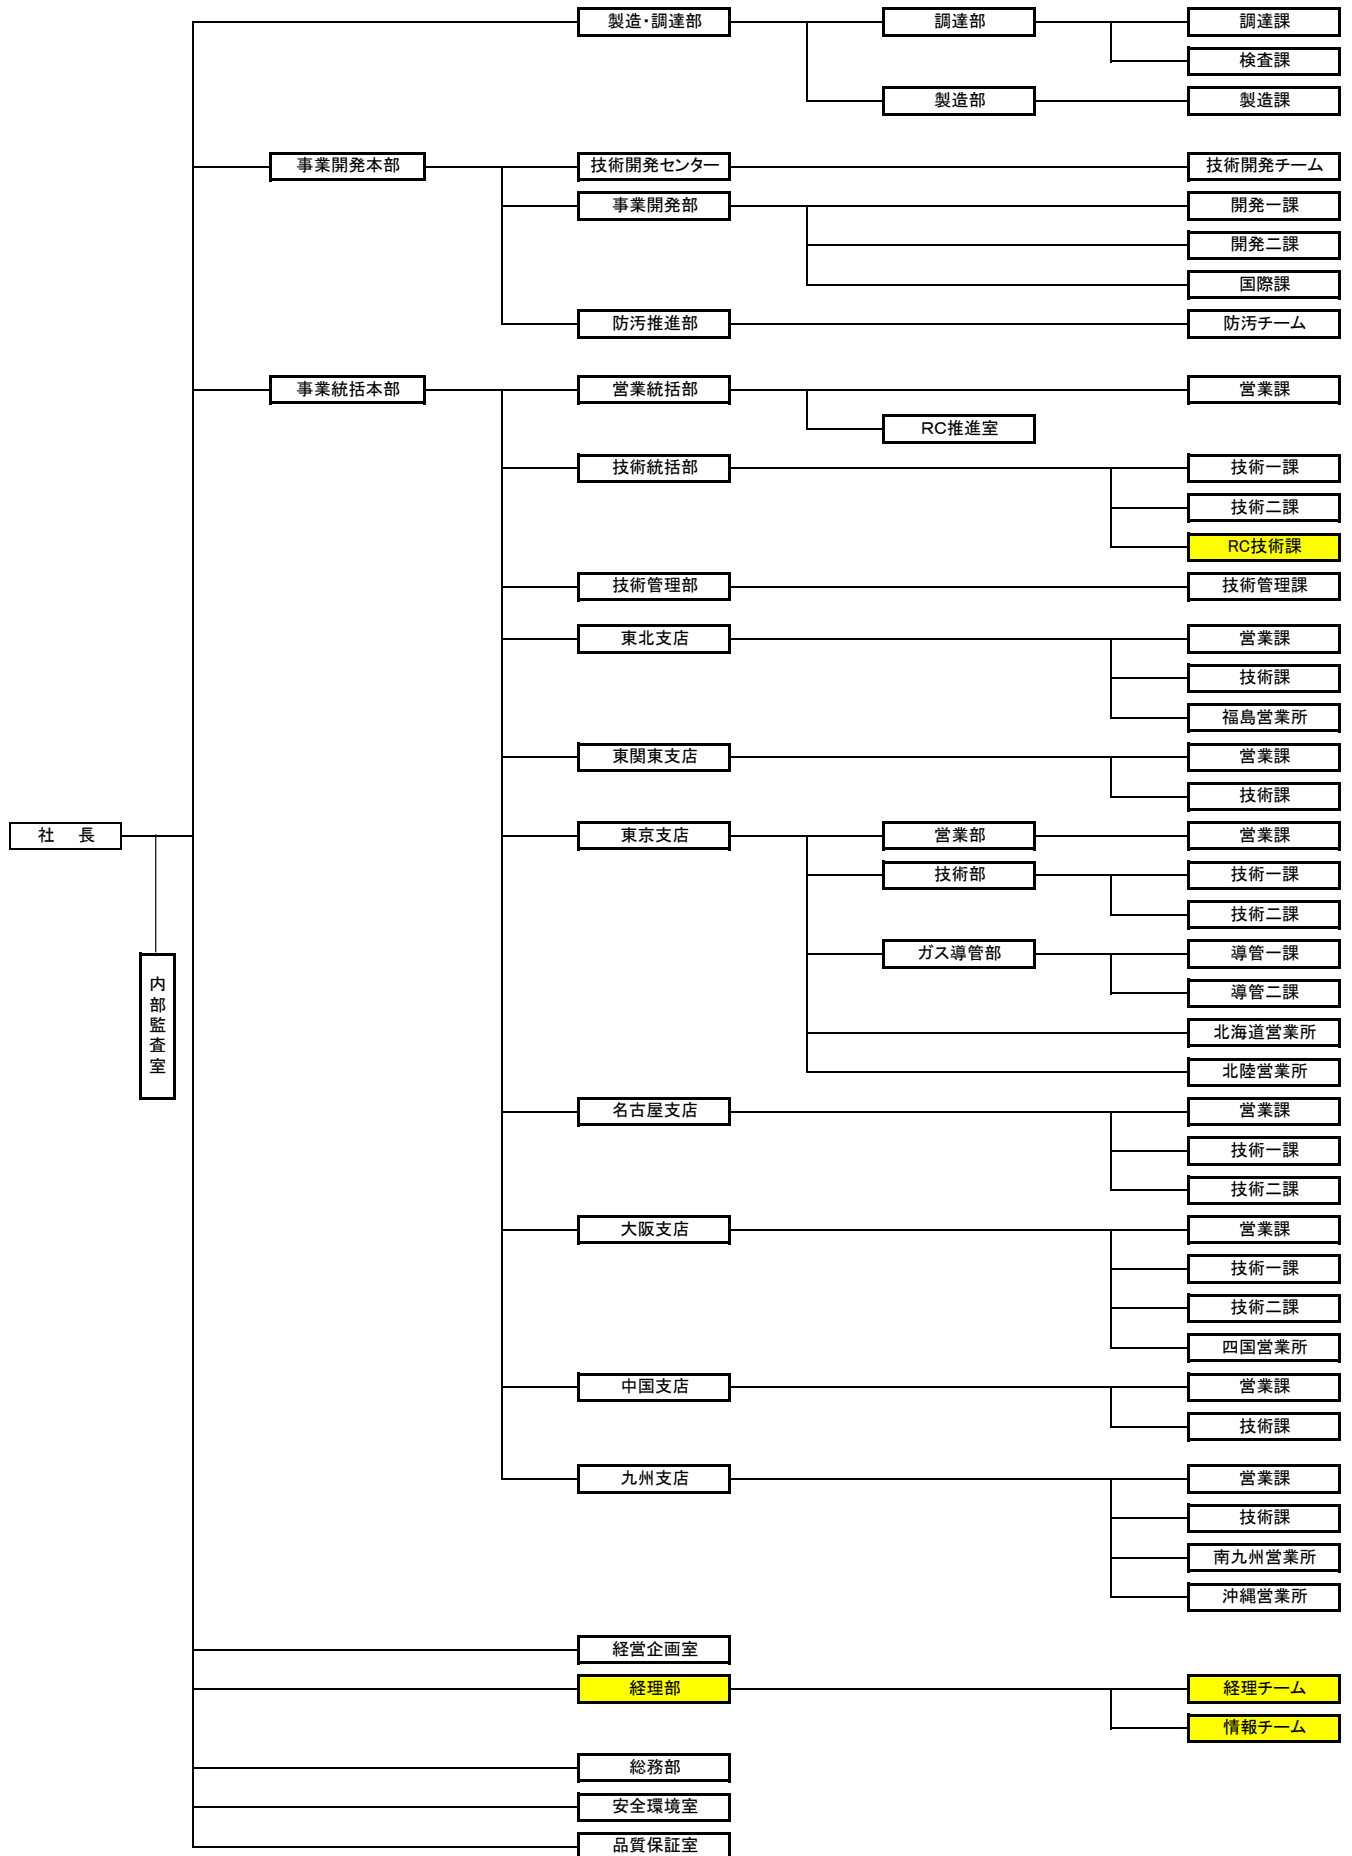 製造・調達部 調達部 調達課
検査課
製造部 製造課
事業開発本部 技術開発センター 技術開発チーム
事業開発部 開発一課
開発二課
国際課
防汚推進部 防汚チーム
事業統括本部 営業統括部 営業課
RC推進室
技術統括部 技術一課
技術二課
RC技術課
技術管理部 技術管理課
東北支店 営業課
技術課
福島営業所
東関東支店 営業課
技術課
社　長 東京支店 営業部 営業課
技術部 技術一課
技術二課
ガス導管部 導管一課
内部監査室
導管二課
北海道営業所
北陸営業所
名古屋支店 営業課
技術一課
技術二課
大阪支店 営業課
技術一課
技術二課
四国営業所
中国支店 営業課
技術課
九州支店 営業課
技術課
南九州営業所
沖縄営業所
経営企画室
経理部 経理チーム
情報チーム
総務部
安全環境室
品質保証室